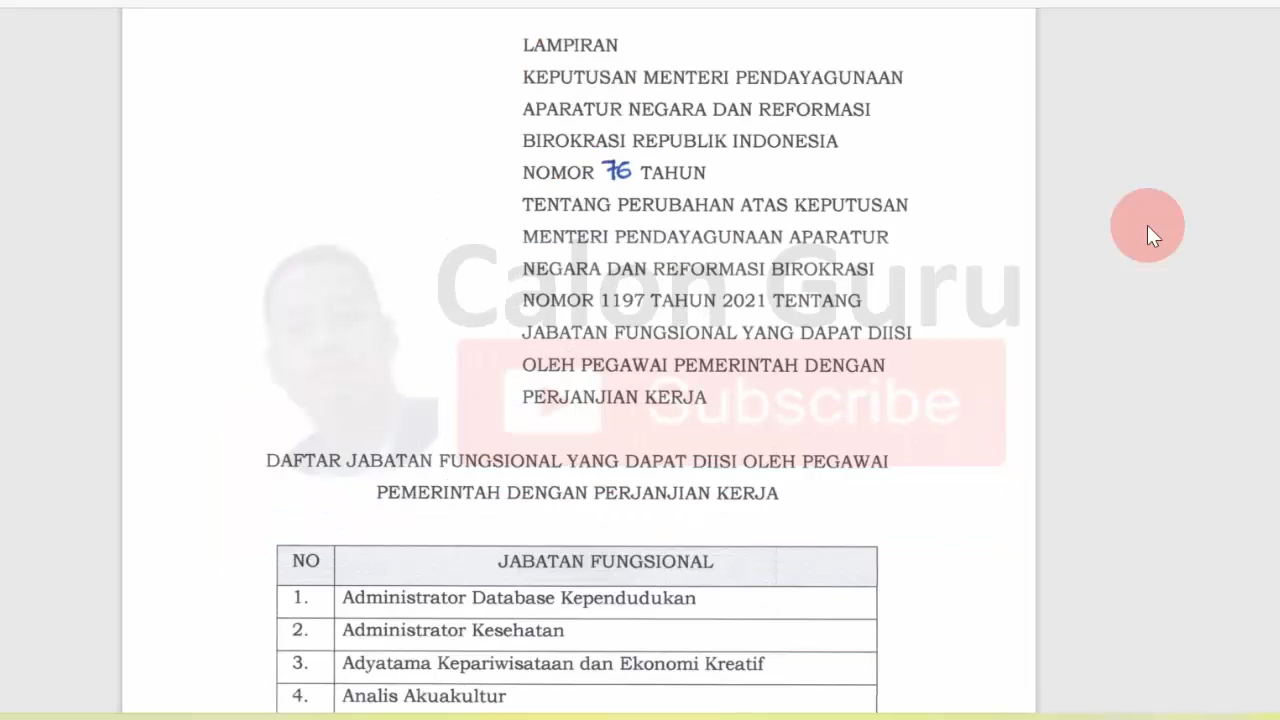 LAMPIRAN
KEPUTUSAN MENTERI PENDAYAGUNAAN
APARATUR NEGARA DAN REFORMASI
BIROKRASI REPUBLIK INDONESIA
NOMOR 76 TAHUN
TENTANG PERUBAHAN ATAS KEPUTUSAN
MENTERI PENDAYAGUNAAN APARATUR
NEGARA DAN REFORMASI BIROKRASI
NOMOR 1197 TAHUN 2021 TENTANG
JABATAN FUNGSIONAL YANG DAPAT DIISI
OLEH PEGAWAI PEMERINTAH DENGAN
PERJANJIAN KERJA
Calon Guru
Subscribe
DAFTAR JABATAN FUNGSIONAL YANG DAPAT DIISI OLEH PEGAWAI
PEMERINTAH DENGAN PERJANJIAN KERJA
NO JABATAN FUNGSIONAL
1. Administrator Database Kependudukan
2. Administrator Kesehatan
3. Adyatama Kepariwisataan dan Ekonomi Kreatif
4. Analis Akuakultur